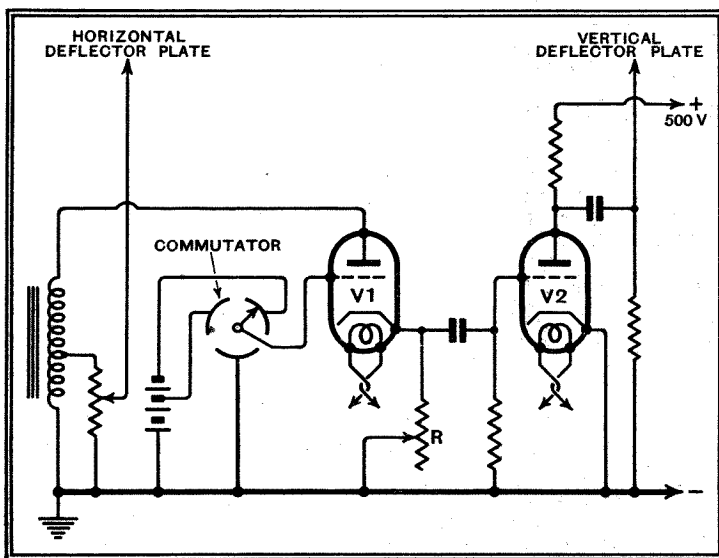 HORIZONTAL
DEFLECTOR PLATE
VERTICAL
DEFLECTOR PLATE
+
500 V
COMMUTATOR
V1
V2
R
-